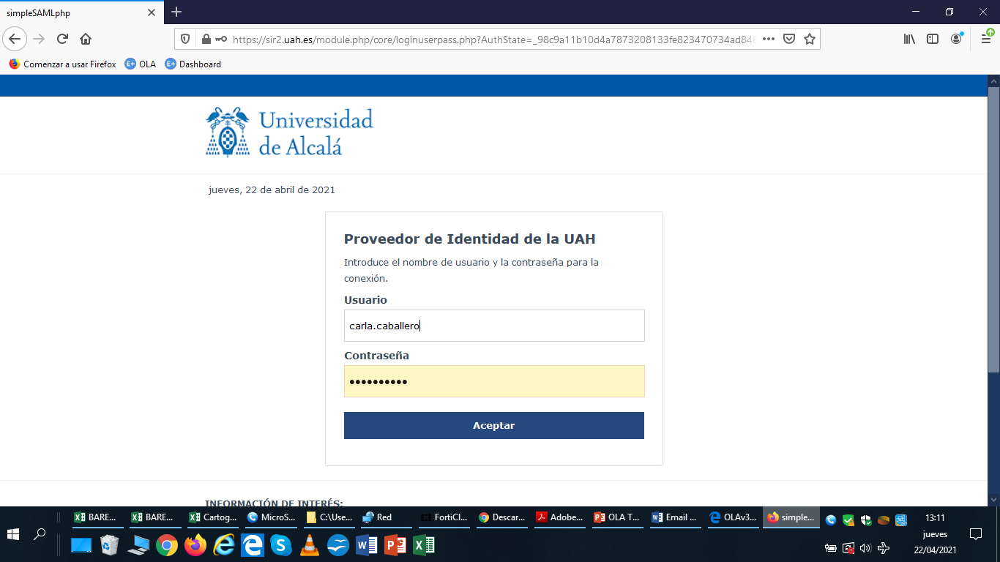 simpleSAMLphp
https://sir2.uah.es/module.php/core/loginuserpass.php?AuthState=_98c9a11b10d4a7873208133fe823470734ad848
Comenzar a usar Firefox
E+ OLA
E+ Dashboard
Universidad
de Alcalá
jueves, 22 de abril de 2021
Proveedor de Identidad de la UAH
Introduce el nombre de usuario y la contraseña para la
conexión.
Usuario
carla.caballero
Contraseña
••••••••••
Aceptar
INFORMACIÓN DE INTERÉS:
BARE...
BARE...
Cartog...
MicroS...
C:\Use...
Red
FortiCl...
Descar...
Adobe...
OLA T...
Email ...
OLAv3...
simple...
13:11
jueves
22/04/2021